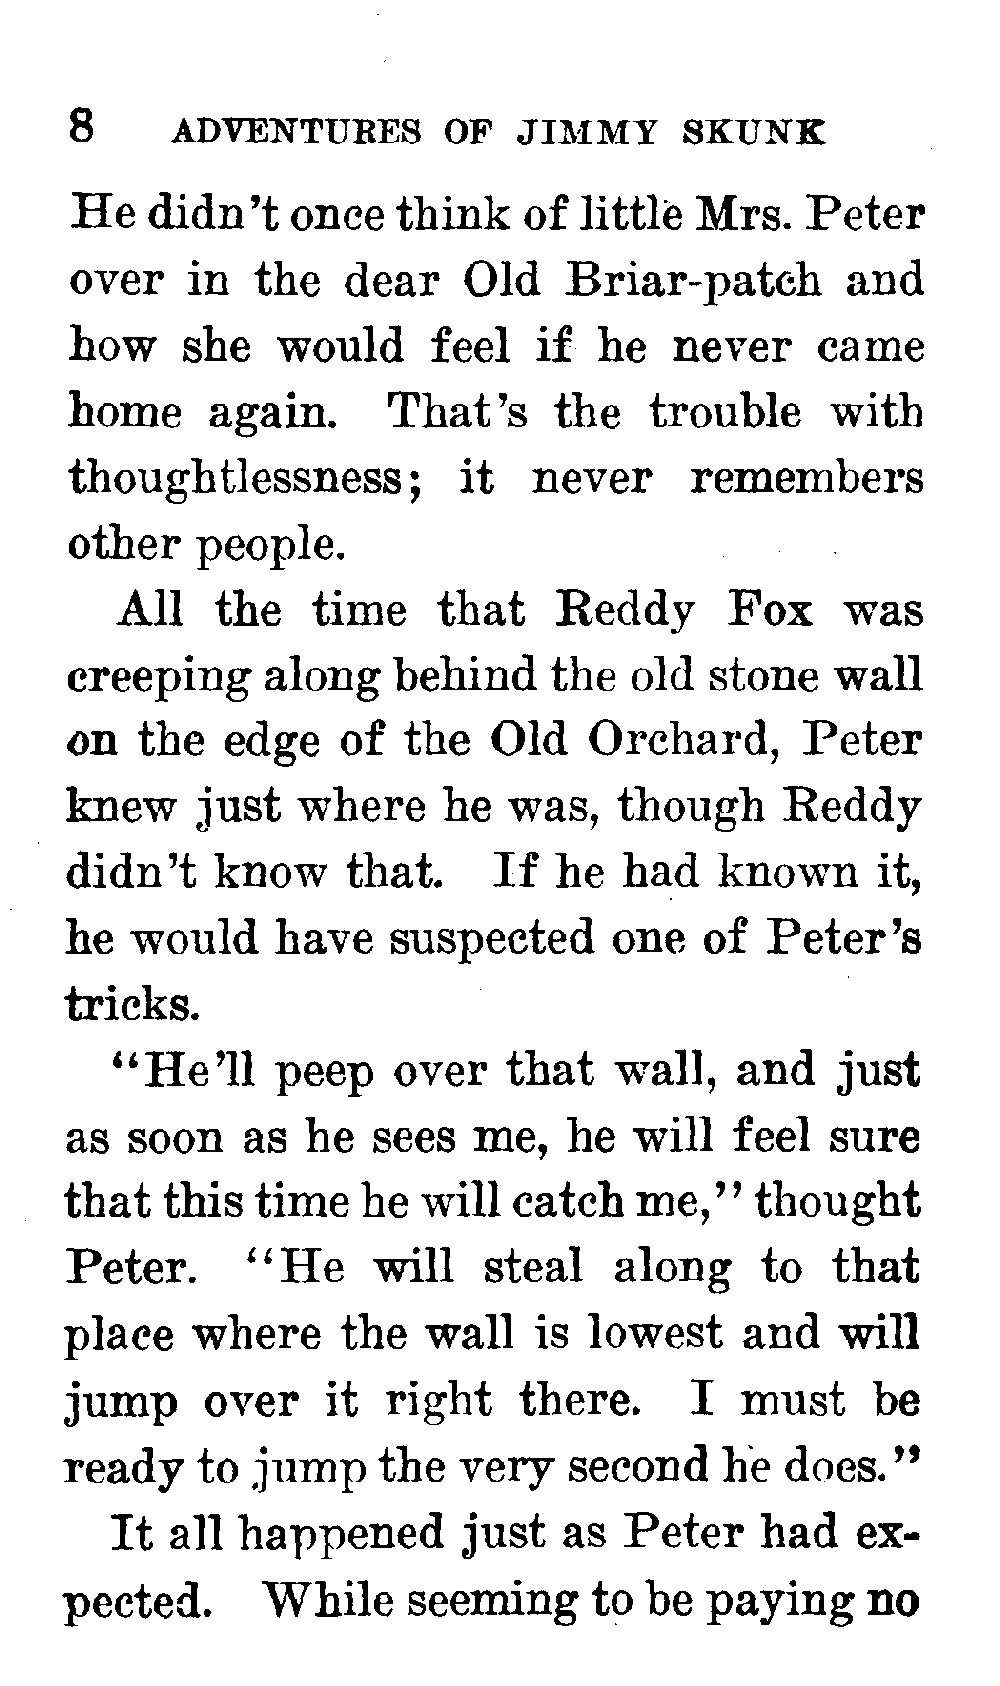 8 ADVENTURES OF JIMMY SKUNK
He didn't once think of little Mrs. Peter
over in the dear Old Briar-patch and
how she would feel if he never came
home again. That's the trouble with
thoughtlessness; it never remembers
other people.
All the time that Reddy Fox was
creeping along behind the old stone wall
on the edge of the Old Orchard, Peter
knew just where he was, though Reddy
didn't know that. If he had known it,
he would have suspected one of Peter's
tricks.
"He'll peep over that wall, and just
as soon as he sees me, he will feel sure
that this time he will catch me," thought
Peter. "He will steal along to that
place where the wall is lowest and will
jump over it right there. I must be
ready to jump the very second he does."
It all happened just as Peter had ex-
pected. While seeming to be paying no